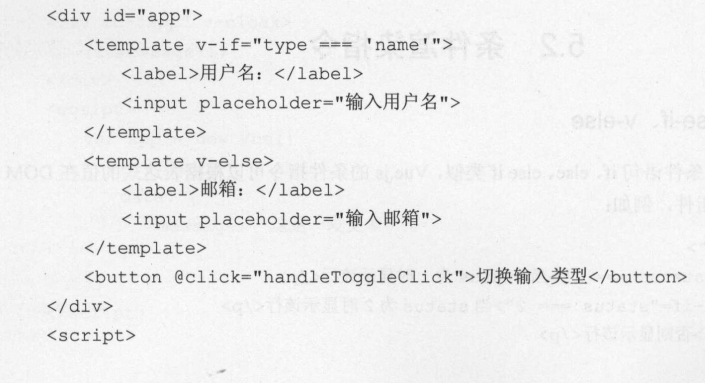 <div id="app">
<template v-if="type === 'name'">
<label>用户名：</label>
<input placeholder="输入用户名">
</template>
<template v-else>
<label>邮箱：</label>
<input placeholder="输入邮箱">
</template>
<button @click="handleToggleClick">切换输入类型</button>
</div>
<script>